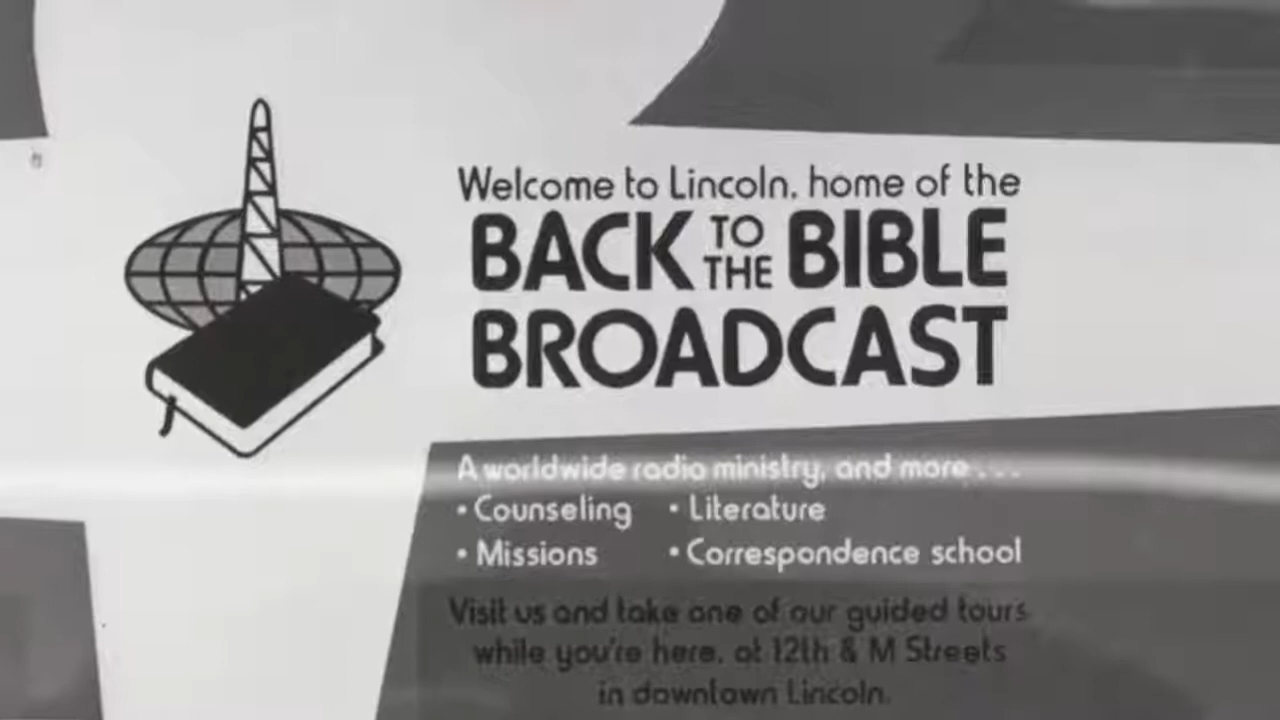 Welcome to Lincoln, home of the
BACK TO THE BIBLE
BROADCAST
A worldwide radio ministry, and more . . .
• Counseling • Literature
• Missions • Correspondence school
Visit us and take one of our guided tours
while you're here, at 12th & M Streets
in downtown Lincoln.